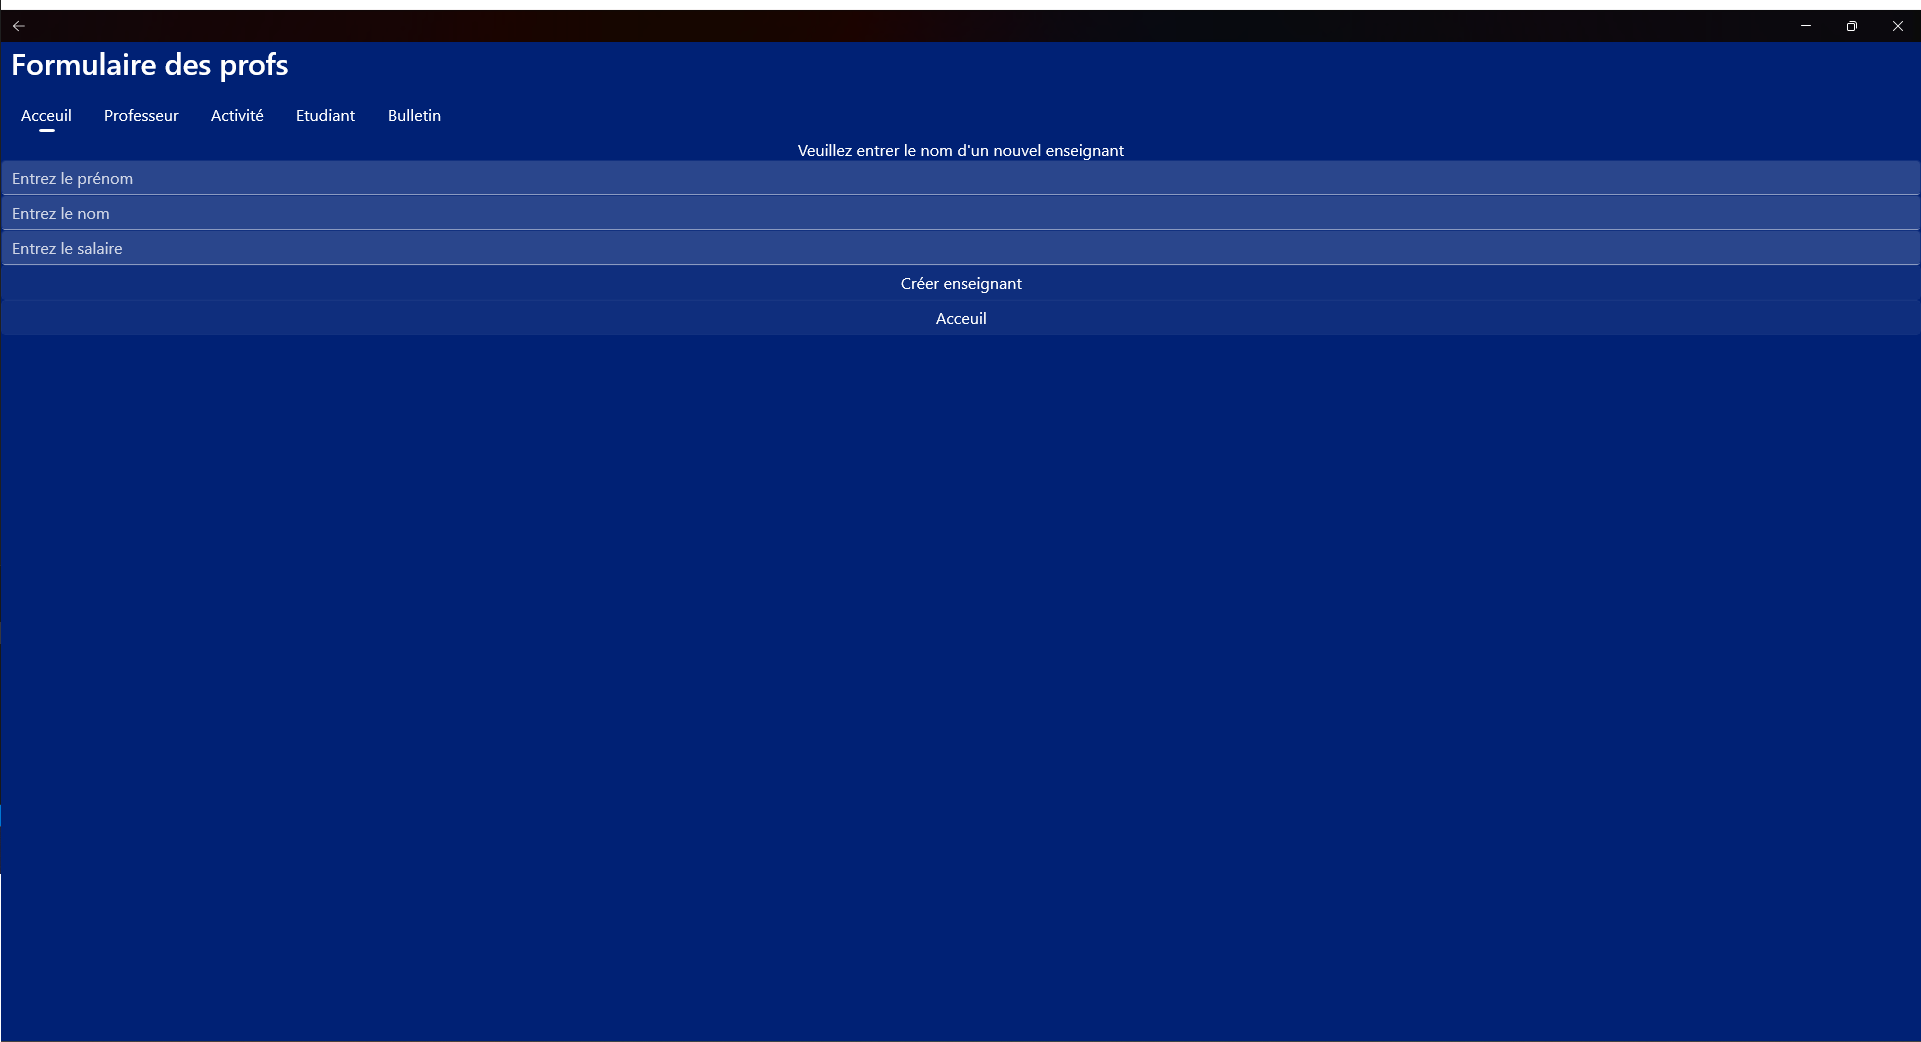 Formulaire des profs
Acceuil Professeur Activité Etudiant Bulletin
Veuillez entrer le nom d'un nouvel enseignant
Entrez le prénom
Entrez le nom
Entrez le salaire
Créer enseignant
Acceuil